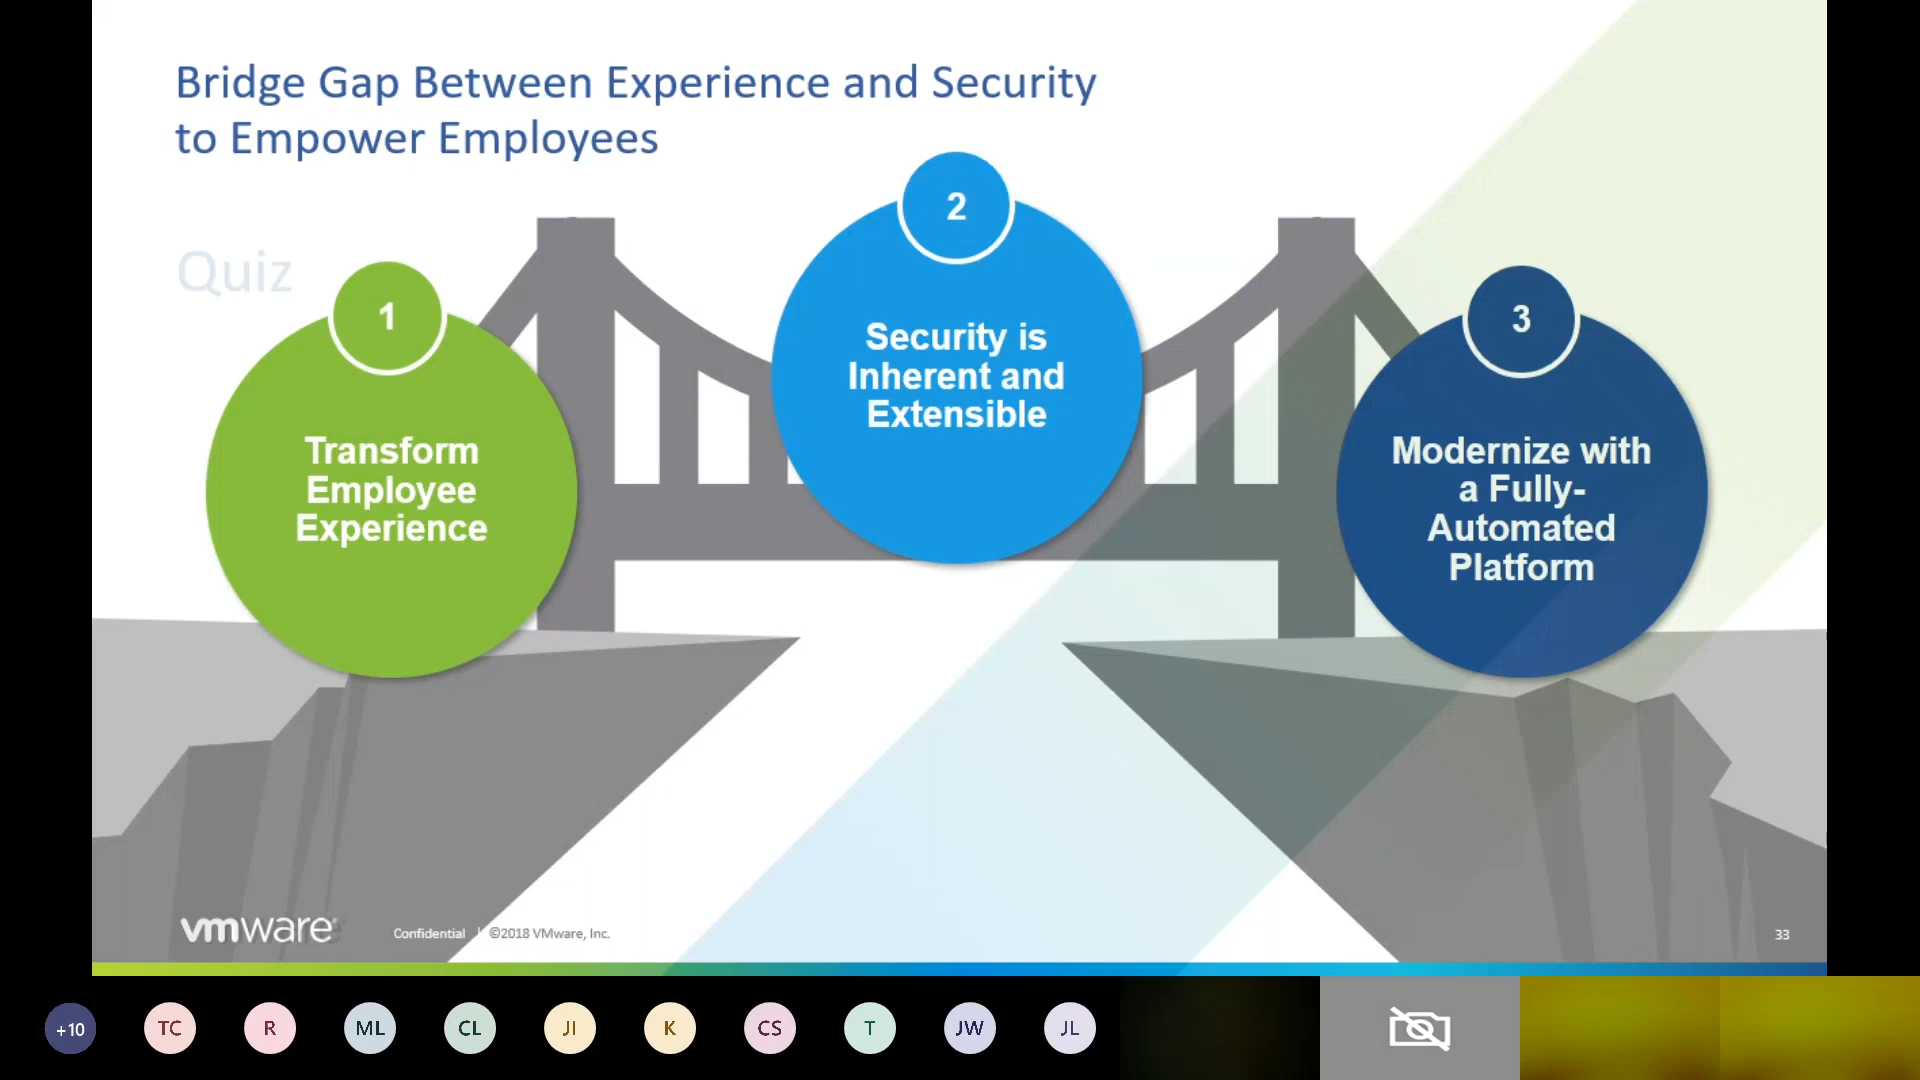 Bridge Gap Between Experience and Security
to Empower Employees
Quiz
1
Transform
Employee
Experience
2
Security is
Inherent and
Extensible
3
Modernize with
a Fully-
Automated
Platform
vmware
Confidential | ©2018 VMware, Inc.
33
+10
TC
R
ML
CL
JI
K
CS
T
JW
JL